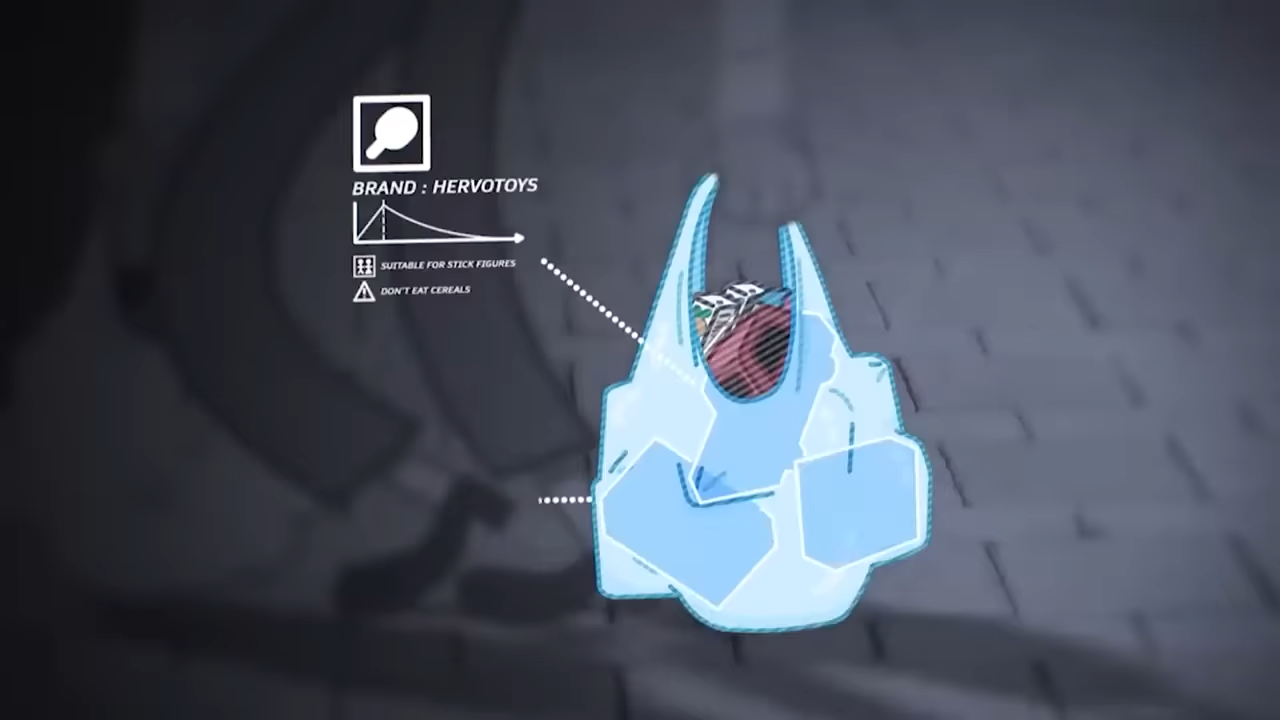 BRAND : HERVOTOYS
SUITABLE FOR STICK FIGURES
DON'T EAT CEREALS